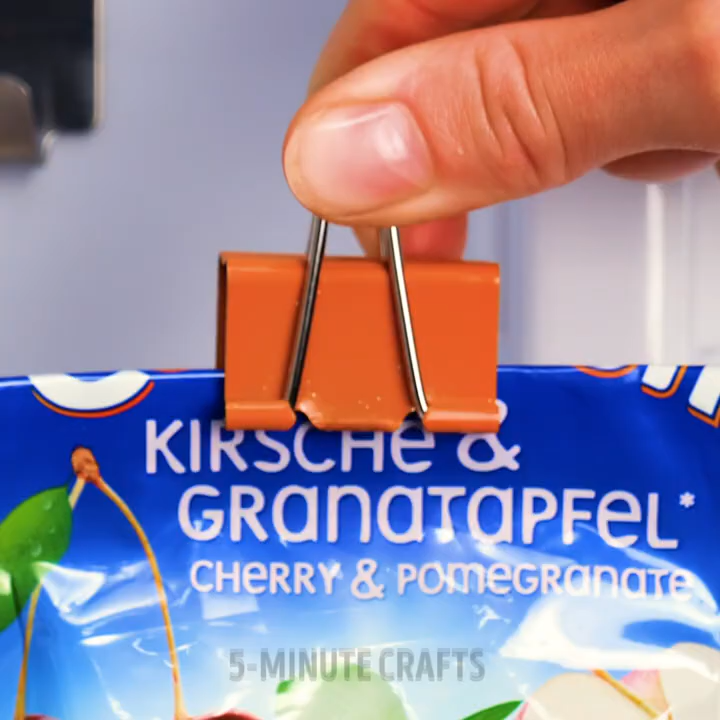 KIRSCHE &
GRANATAPFEL*
CHERRY & POMEGRANATE
5-MINUTE CRAFTS